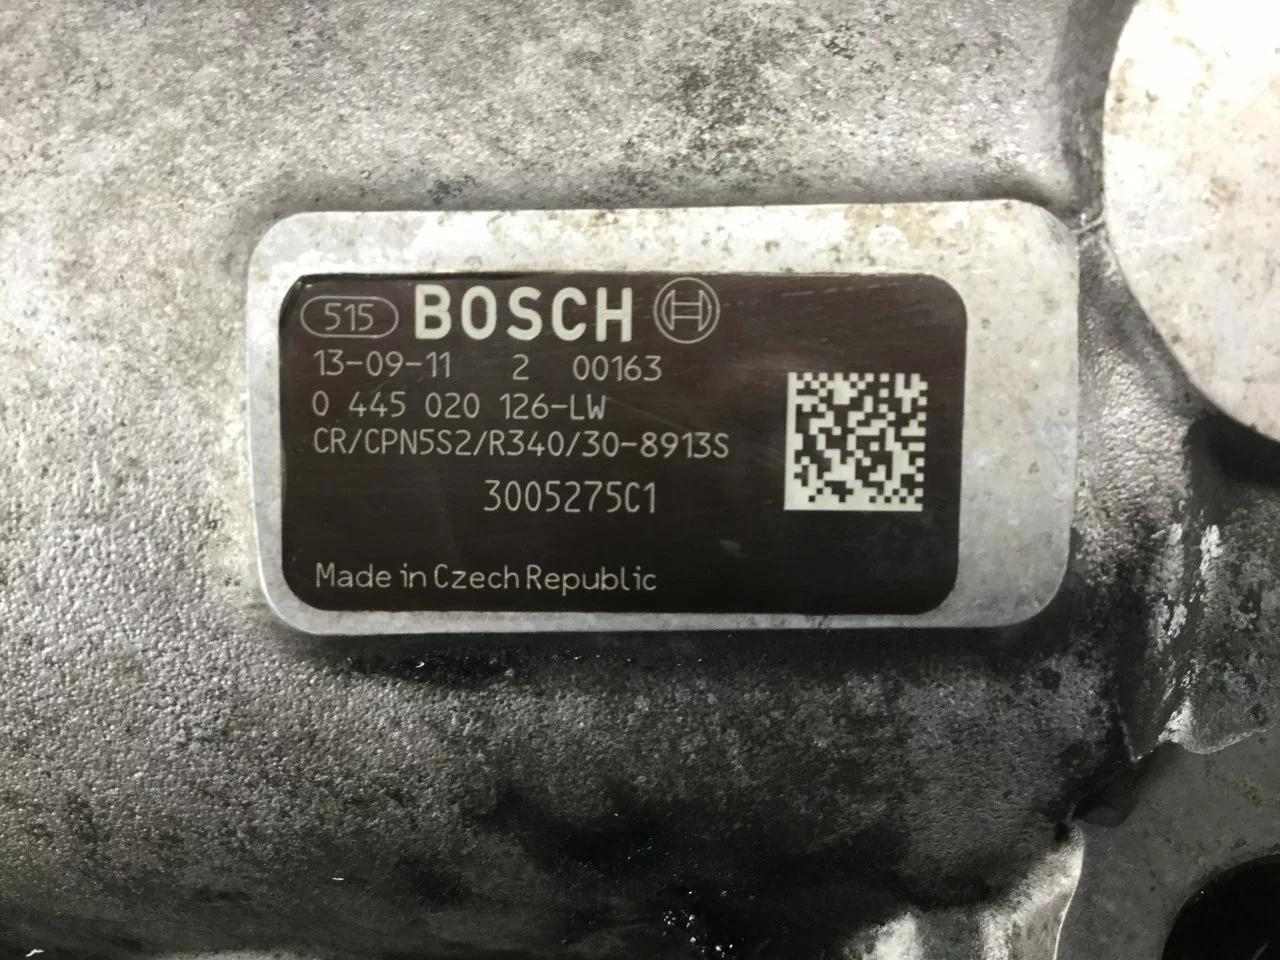 515 BOSCH
13-09-11 2 00163
0 445 020 126-LW
CR/CPN5S2/R340/30-8913S
3005275C1
Made in Czech Republic